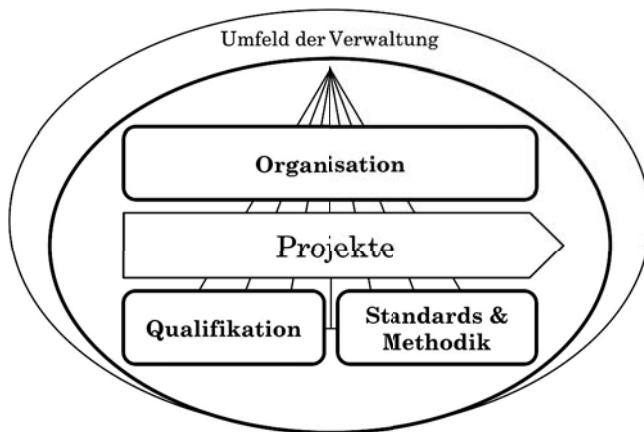 Umfeld der Verwaltung
Organisation
Projekte
Qualifikation
Standards &
Methodik